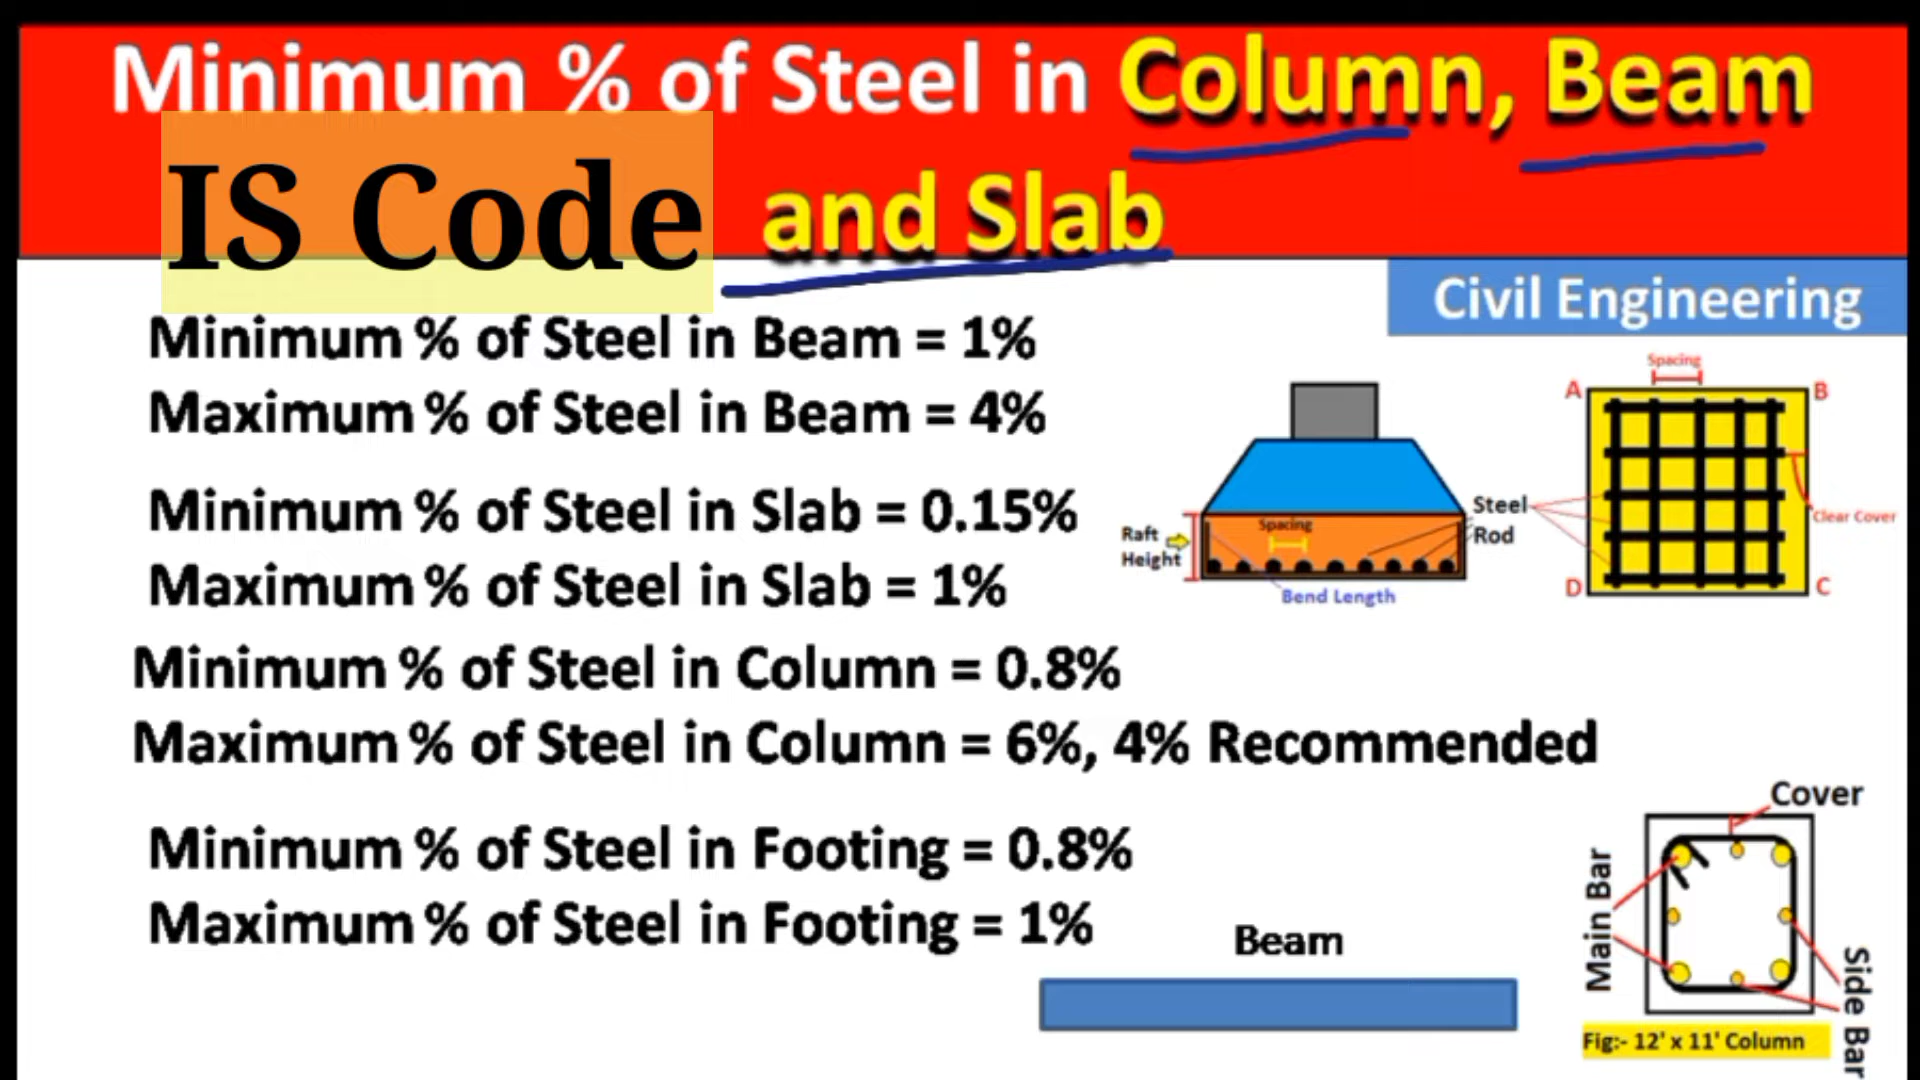 Minimum % of Steel in Column, Beam
IS Code and Slab
Civil Engineering
Minimum % of Steel in Beam = 1%
Maximum % of Steel in Beam = 4%
Minimum % of Steel in Slab = 0.15%
Maximum % of Steel in Slab = 1%
Minimum % of Steel in Column = 0.8%
Maximum % of Steel in Column = 6%, 4% Recommended
Minimum % of Steel in Footing = 0.8%
Maximum % of Steel in Footing = 1%
Raft
Height
Spacing
Bend Length
Steel
Rod
Spacing
A
B
Clear Cover
D
C
Beam
Cover
Main Bar
Side Bar
Fig:- 12' x 11' Column